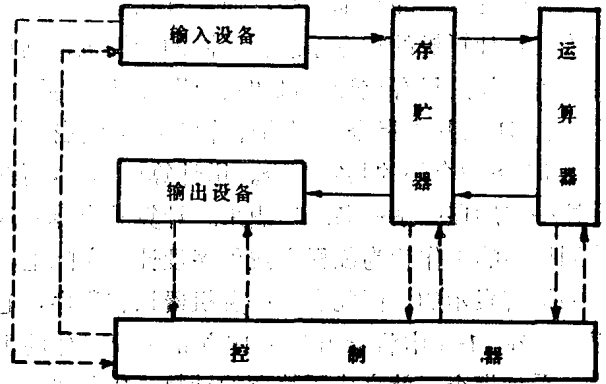 输入设备
存贮器
运算器
输出设备
控制器